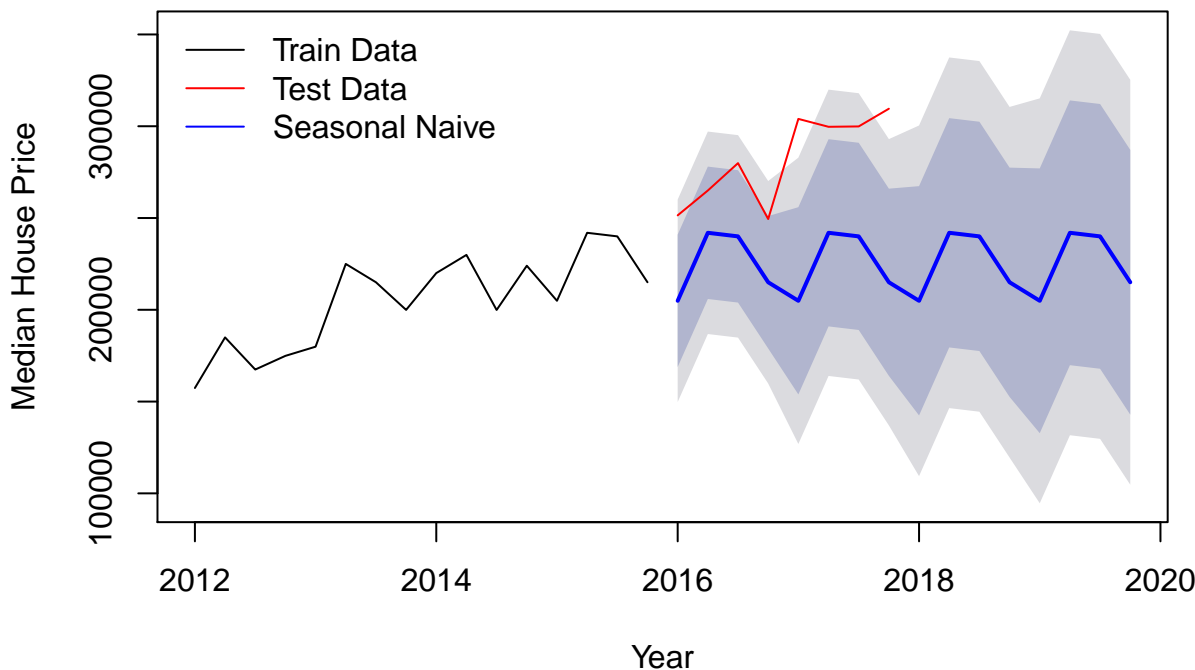 Train Data
Test Data
Seasonal Naive
Median House Price
300000
200000
100000
2012
2014
2016
2018
2020
Year